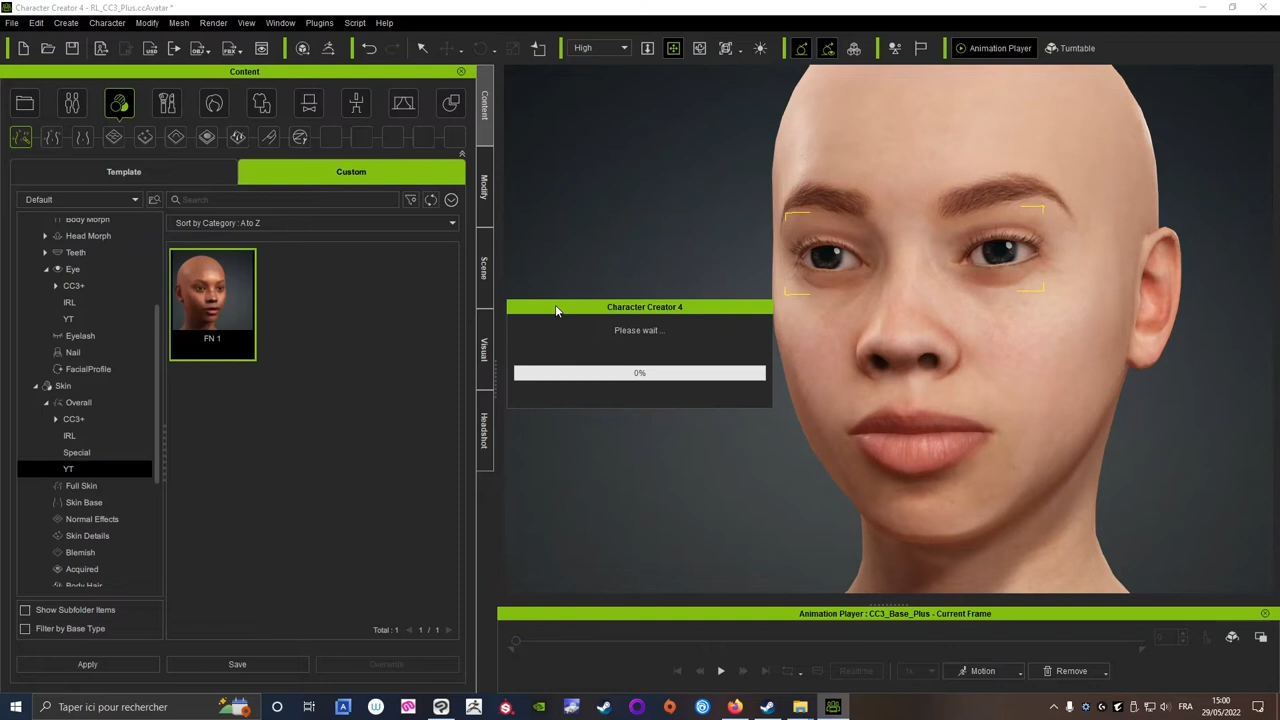 Character Creator 4 - RL_CC3_Plus.ccAvatar *
File Edit Create Character Modify Mesh Render View Window Plugins Script Help
High
Animation Player
Turntable
Content
Template
Custom
Default
Search
Sort by Category : A to Z
Body Morph
Head Morph
Teeth
Eye
CC3+
IRL
YT
Eyelash
Nail
FacialProfile
Skin
Overall
CC3+
IRL
Special
YT
Full Skin
Skin Base
Normal Effects
Skin Details
Blemish
Acquired
Body Hair
FN 1
Show Subfolder Items
Filter by Base Type
Total : 1
1 / 1
Apply
Save
Overwrite
Content
Modify
Scene
Visual
Headshot
Character Creator 4
Please wait ...
0%
Animation Player : CC3_Base_Plus - Current Frame
0
Realtime
1x
Motion
Remove
Taper ici pour rechercher
FRA
15:00
29/05/2022